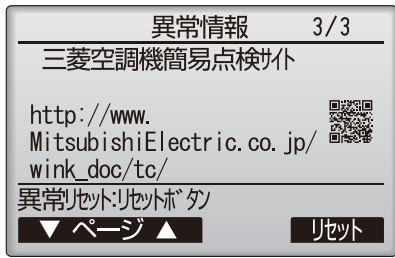 異常情報 3/3
三菱空調機簡易点検サイト
http://www.
MitsubishiElectric.co.jp/
wink_doc/tc/
異常リセット:リセットボタン
▼ ページ ▲ リセット